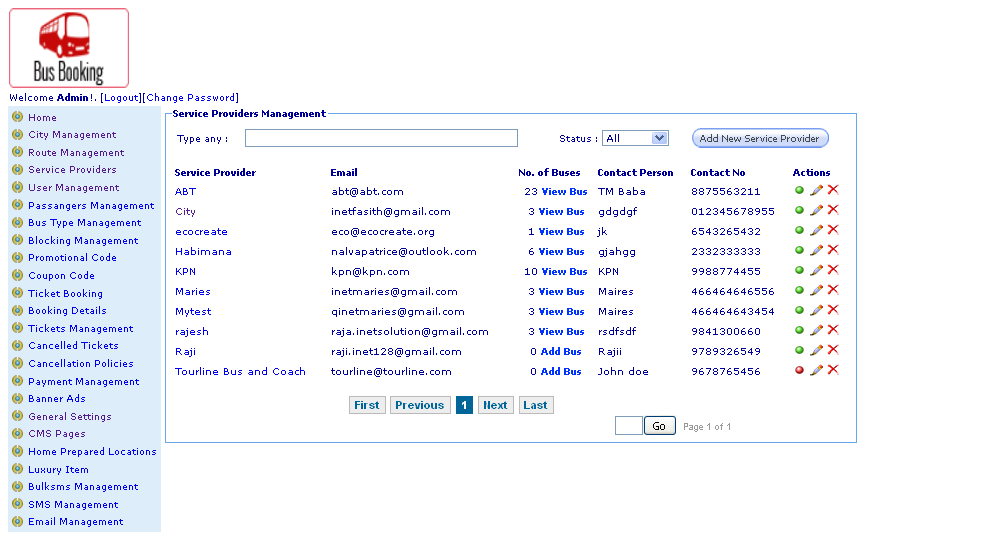 Bus Booking
Welcome Admin!. [Logout][Change Password]
Home
City Management
Route Management
Service Providers
User Management
Passangers Management
Bus Type Management
Blocking Management
Promotional Code
Coupon Code
Ticket Booking
Booking Details
Tickets Management
Cancelled Tickets
Cancellation Policies
Payment Management
Banner Ads
General Settings
CMS Pages
Home Prepared Locations
Luxury Item
Bulksms Management
SMS Management
Email Management
Service Providers Management
Type any : Status : All Add New Service Provider
Service Provider Email No. of Buses Contact Person Contact No Actions
ABT abt@abt.com 23 View Bus TM Baba 8875563211
City inetfasith@gmail.com 3 View Bus gdgdgf 012345678955
ecocreate eco@ecocreate.org 1 View Bus jk 6543265432
Habimana nalvapatrice@outlook.com 6 View Bus gjahgg 2332333333
KPN kpn@kpn.com 10 View Bus KPN 9988774455
Maries inetmaries@gmail.com 3 View Bus Maires 466464646556
Mytest qinetmaries@gmail.com 3 View Bus Maires 466464643454
rajesh raja.inetsolution@gmail.com 3 View Bus rsdfsdf 9841300660
Raji raji.inet128@gmail.com 0 Add Bus Rajii 9789326549
Tourline Bus and Coach tourline@tourline.com 0 Add Bus John doe 9678765456
First Previous 1 Next Last
Go Page 1 of 1